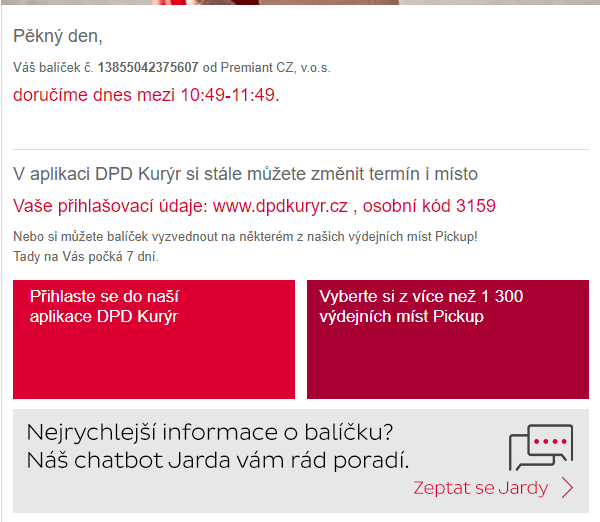 Pěkný den,
Váš balíček č. 13855042375607 od Premiant CZ, v.o.s.
doručíme dnes mezi 10:49-11:49.
V aplikaci DPD Kurýr si stále můžete změnit termín i místo
Vaše přihlašovací údaje: www.dpdkuryr.cz , osobní kód 3159
Nebo si můžete balíček vyzvednout na některém z našich výdejních míst Pickup!
Tady na Vás počká 7 dní.
Přihlaste se do naší
aplikace DPD Kurýr
Vyberte si z více než 1 300
výdejních míst Pickup
Nejrychlejší informace o balíčku?
Náš chatbot Jarda vám rád poradí.
Zeptat se Jardy